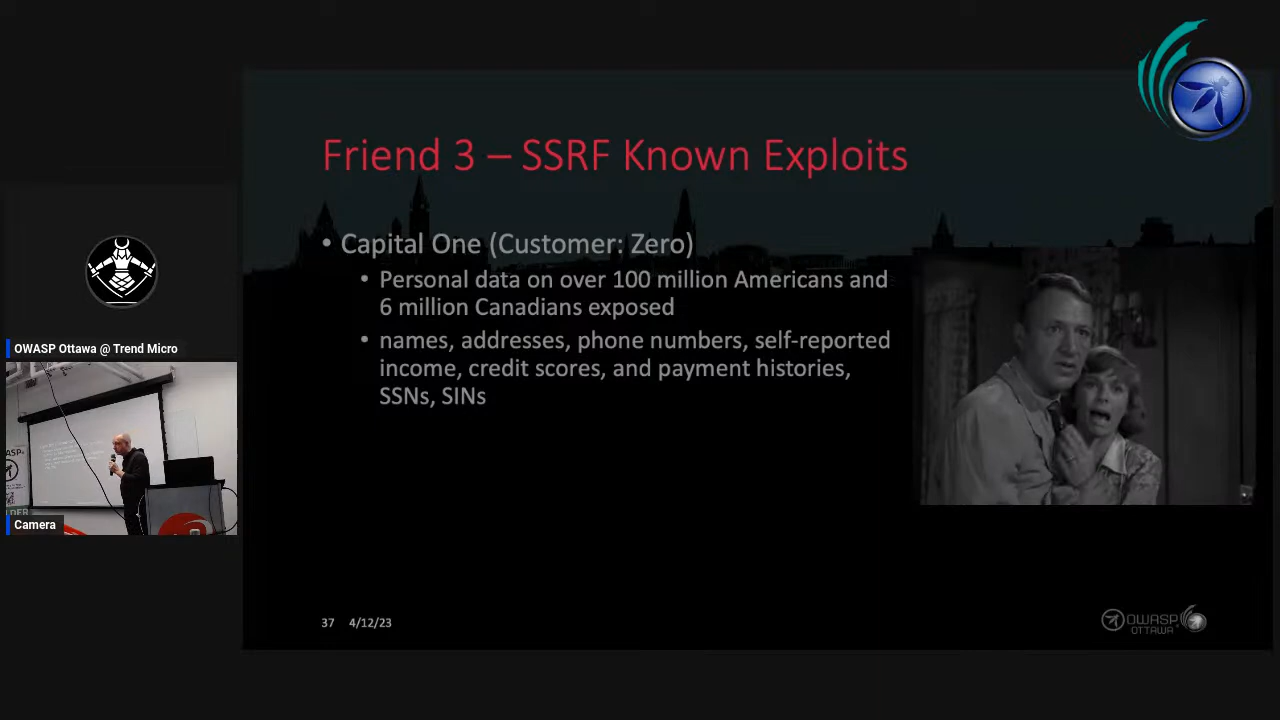 Friend 3 – SSRF Known Exploits
• Capital One (Customer: Zero)
• Personal data on over 100 million Americans and
6 million Canadians exposed
• names, addresses, phone numbers, self-reported
income, credit scores, and payment histories,
SSNs, SINs
OWASP Ottawa @ Trend Micro
Camera
37 4/12/23
OWASP
OTTAWA